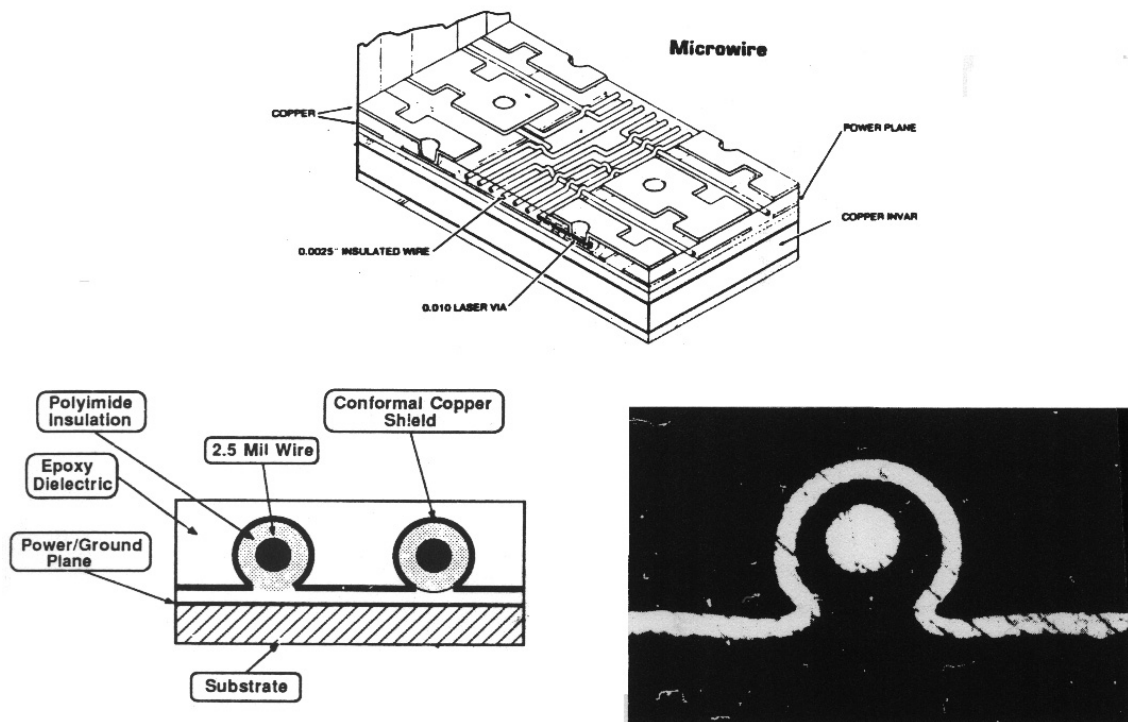 Microwire
COPPER
POWER PLANE
COPPER INVAR
0.0025" INSULATED WIRE
0.010 LASER VIA
Polyimide
Insulation
Conformal Copper
Shield
2.5 Mil Wire
Epoxy
Dielectric
Power/Ground
Plane
Substrate